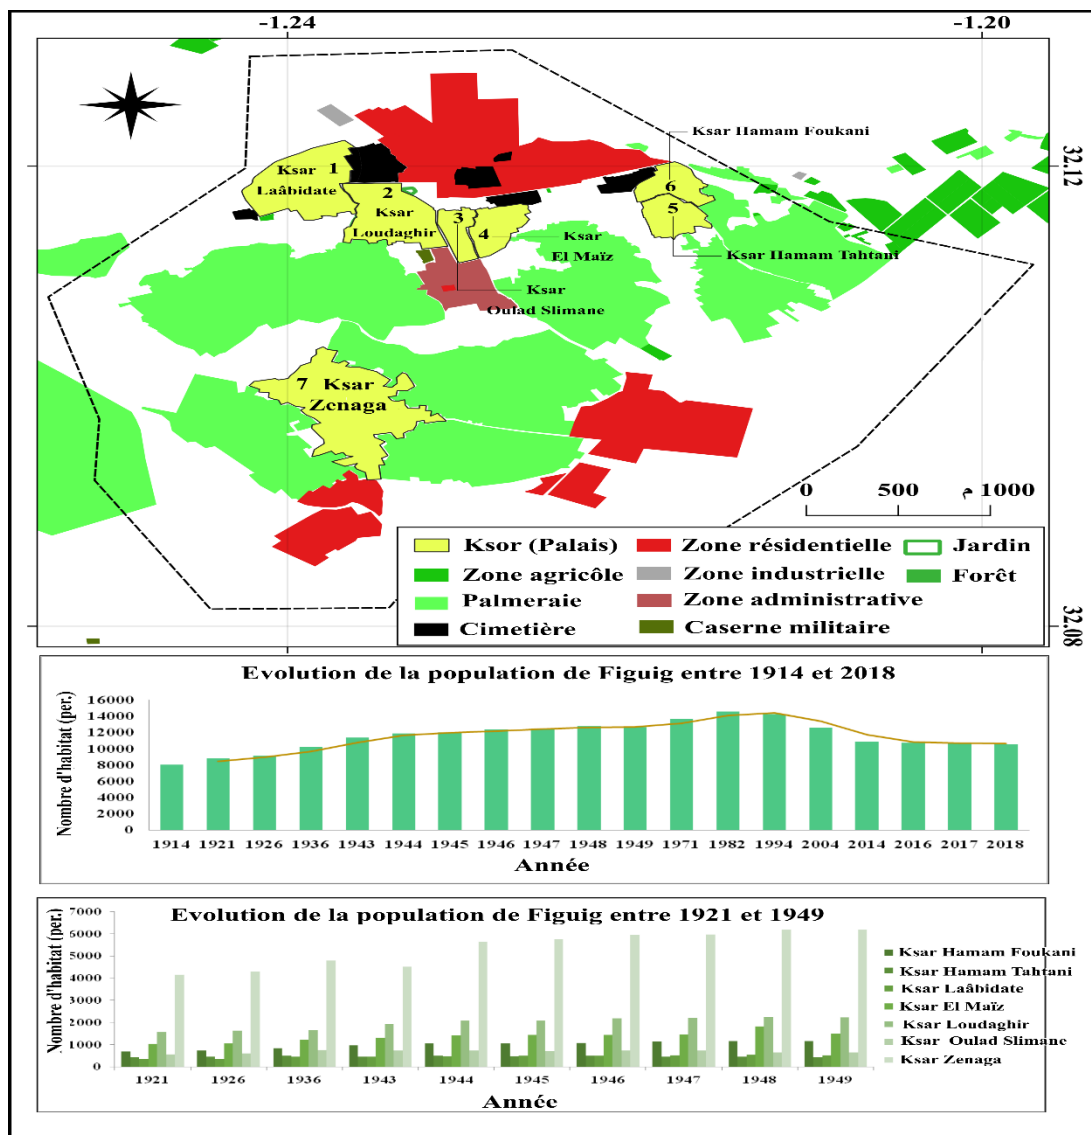 -1.24
-1.20
Ksar Hamam Foukani
32.12
Ksar 1
Laâbidate
2
Ksar
Loudaghir
3
4
6
5
Ksar
El Maïz
Ksar Hamam Tahtani
Ksar
Oulad Slimane
7 Ksar
Zenaga
0 500 1000 م
Ksor (Palais)
Zone résidentielle
Jardin
Zone agricôle
Zone industrielle
Forêt
Palmeraie
Zone administrative
Cimetière
Caserne militaire
32.08
Evolution de la population de Figuig entre 1914 et 2018
Nombre d'habitat (per.)
16000
14000
12000
10000
8000
6000
4000
2000
0
1914 1921 1926 1936 1943 1944 1945 1946 1947 1948 1949 1971 1982 1994 2004 2014 2016 2017 2018
Année
Evolution de la population de Figuig entre 1921 et 1949
Nombre d'habitat (per.)
7000
6000
5000
4000
3000
2000
1000
0
1921 1926 1936 1943 1944 1945 1946 1947 1948 1949
Année
Ksar Hamam Foukani
Ksar Hamam Tahtani
Ksar Laâbidate
Ksar El Maïz
Ksar Loudaghir
Ksar Oulad Slimane
Ksar Zenaga